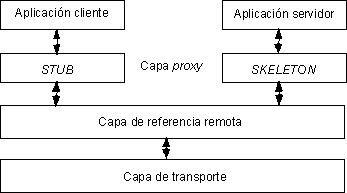 Aplicación cliente
Aplicación servidor
STUB
Capa proxy
SKELETON
Capa de referencia remota
Capa de transporte